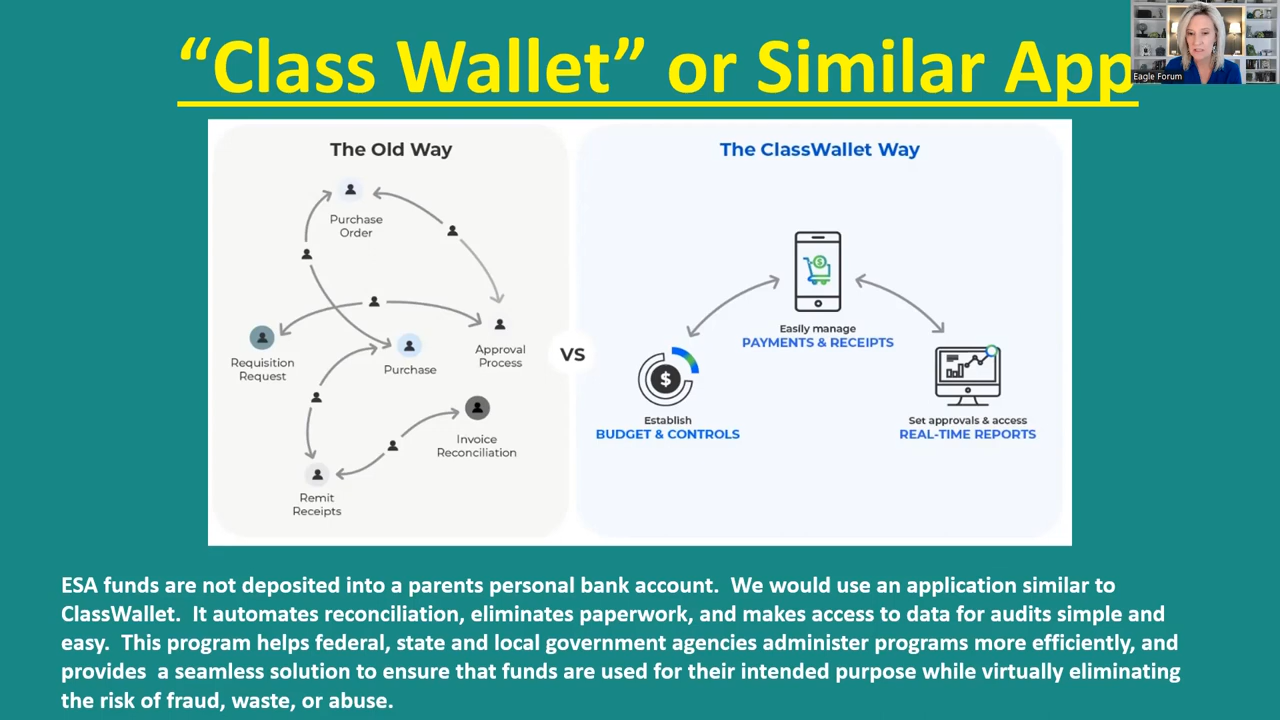 “Class Wallet” or Similar App
Eagle Forum
The Old Way
Purchase
Order
Requisition
Request
Purchase
Approval
Process
Invoice
Reconciliation
Remit
Receipts
VS
The ClassWallet Way
Easily manage
PAYMENTS & RECEIPTS
Establish
BUDGET & CONTROLS
Set approvals & access
REAL-TIME REPORTS
ESA funds are not deposited into a parents personal bank account.  We would use an application similar to
ClassWallet.  It automates reconciliation, eliminates paperwork, and makes access to data for audits simple and
easy.  This program helps federal, state and local government agencies administer programs more efficiently, and
provides  a seamless solution to ensure that funds are used for their intended purpose while virtually eliminating
the risk of fraud, waste, or abuse.